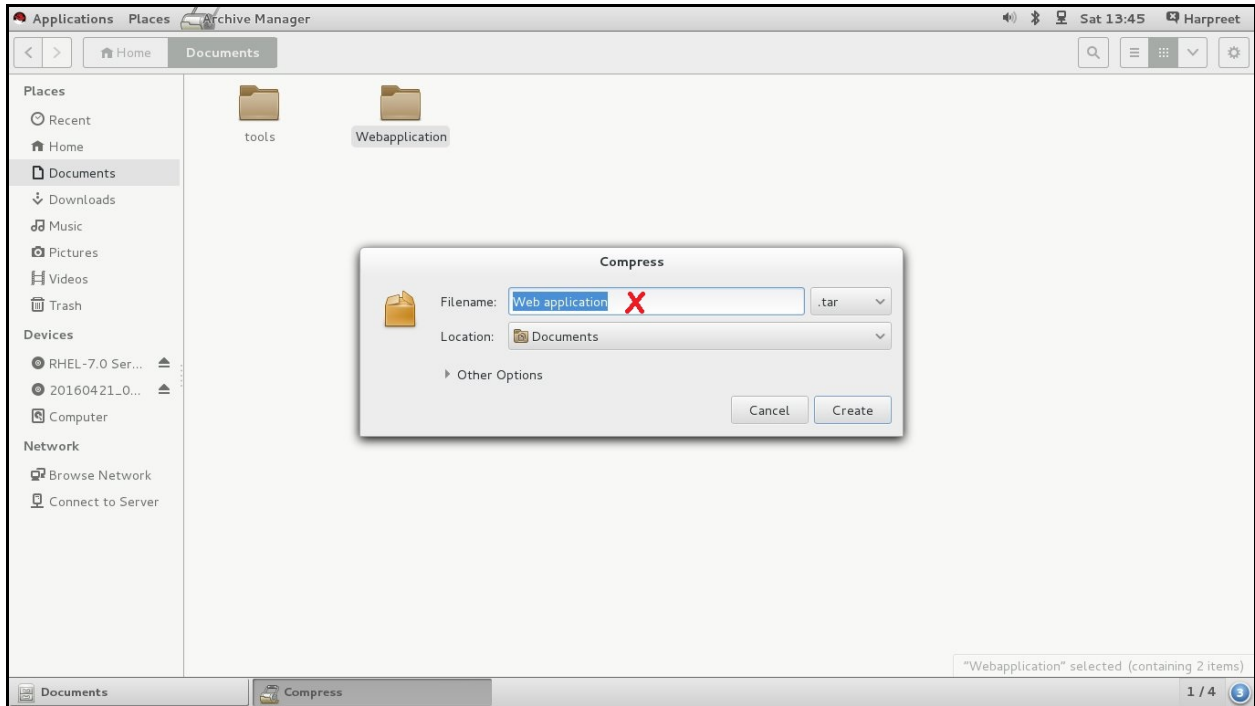 Applications Places Archive Manager Sat 13:45 Harpreet
Home Documents
Places
Recent
Home
Documents
Downloads
Music
Pictures
Videos
Trash
Devices
RHEL-7.0 Ser...
20160421_0...
Computer
Network
Browse Network
Connect to Server
tools Webapplication
Compress
Filename: Web application X .tar
Location: Documents
Other Options
Cancel Create
"Webapplication" selected (containing 2 items)
Documents Compress 1 / 4 3